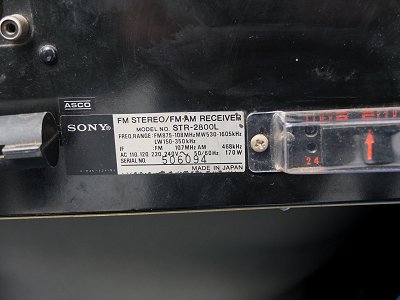 ASCO
SONY®
FM STEREO/FM-AM RECEIVER
MODEL NO. STR-2800L
FREQ. RANGE: FM87.5-108MHz MW530-1605kHz
LW150-350kHz
IF FM 10.7MHz AM 468kHz
AC 110, 120, 220, 240V ~ 50/60Hz 170W
SERIAL NO. 506094
MADE IN JAPAN
24